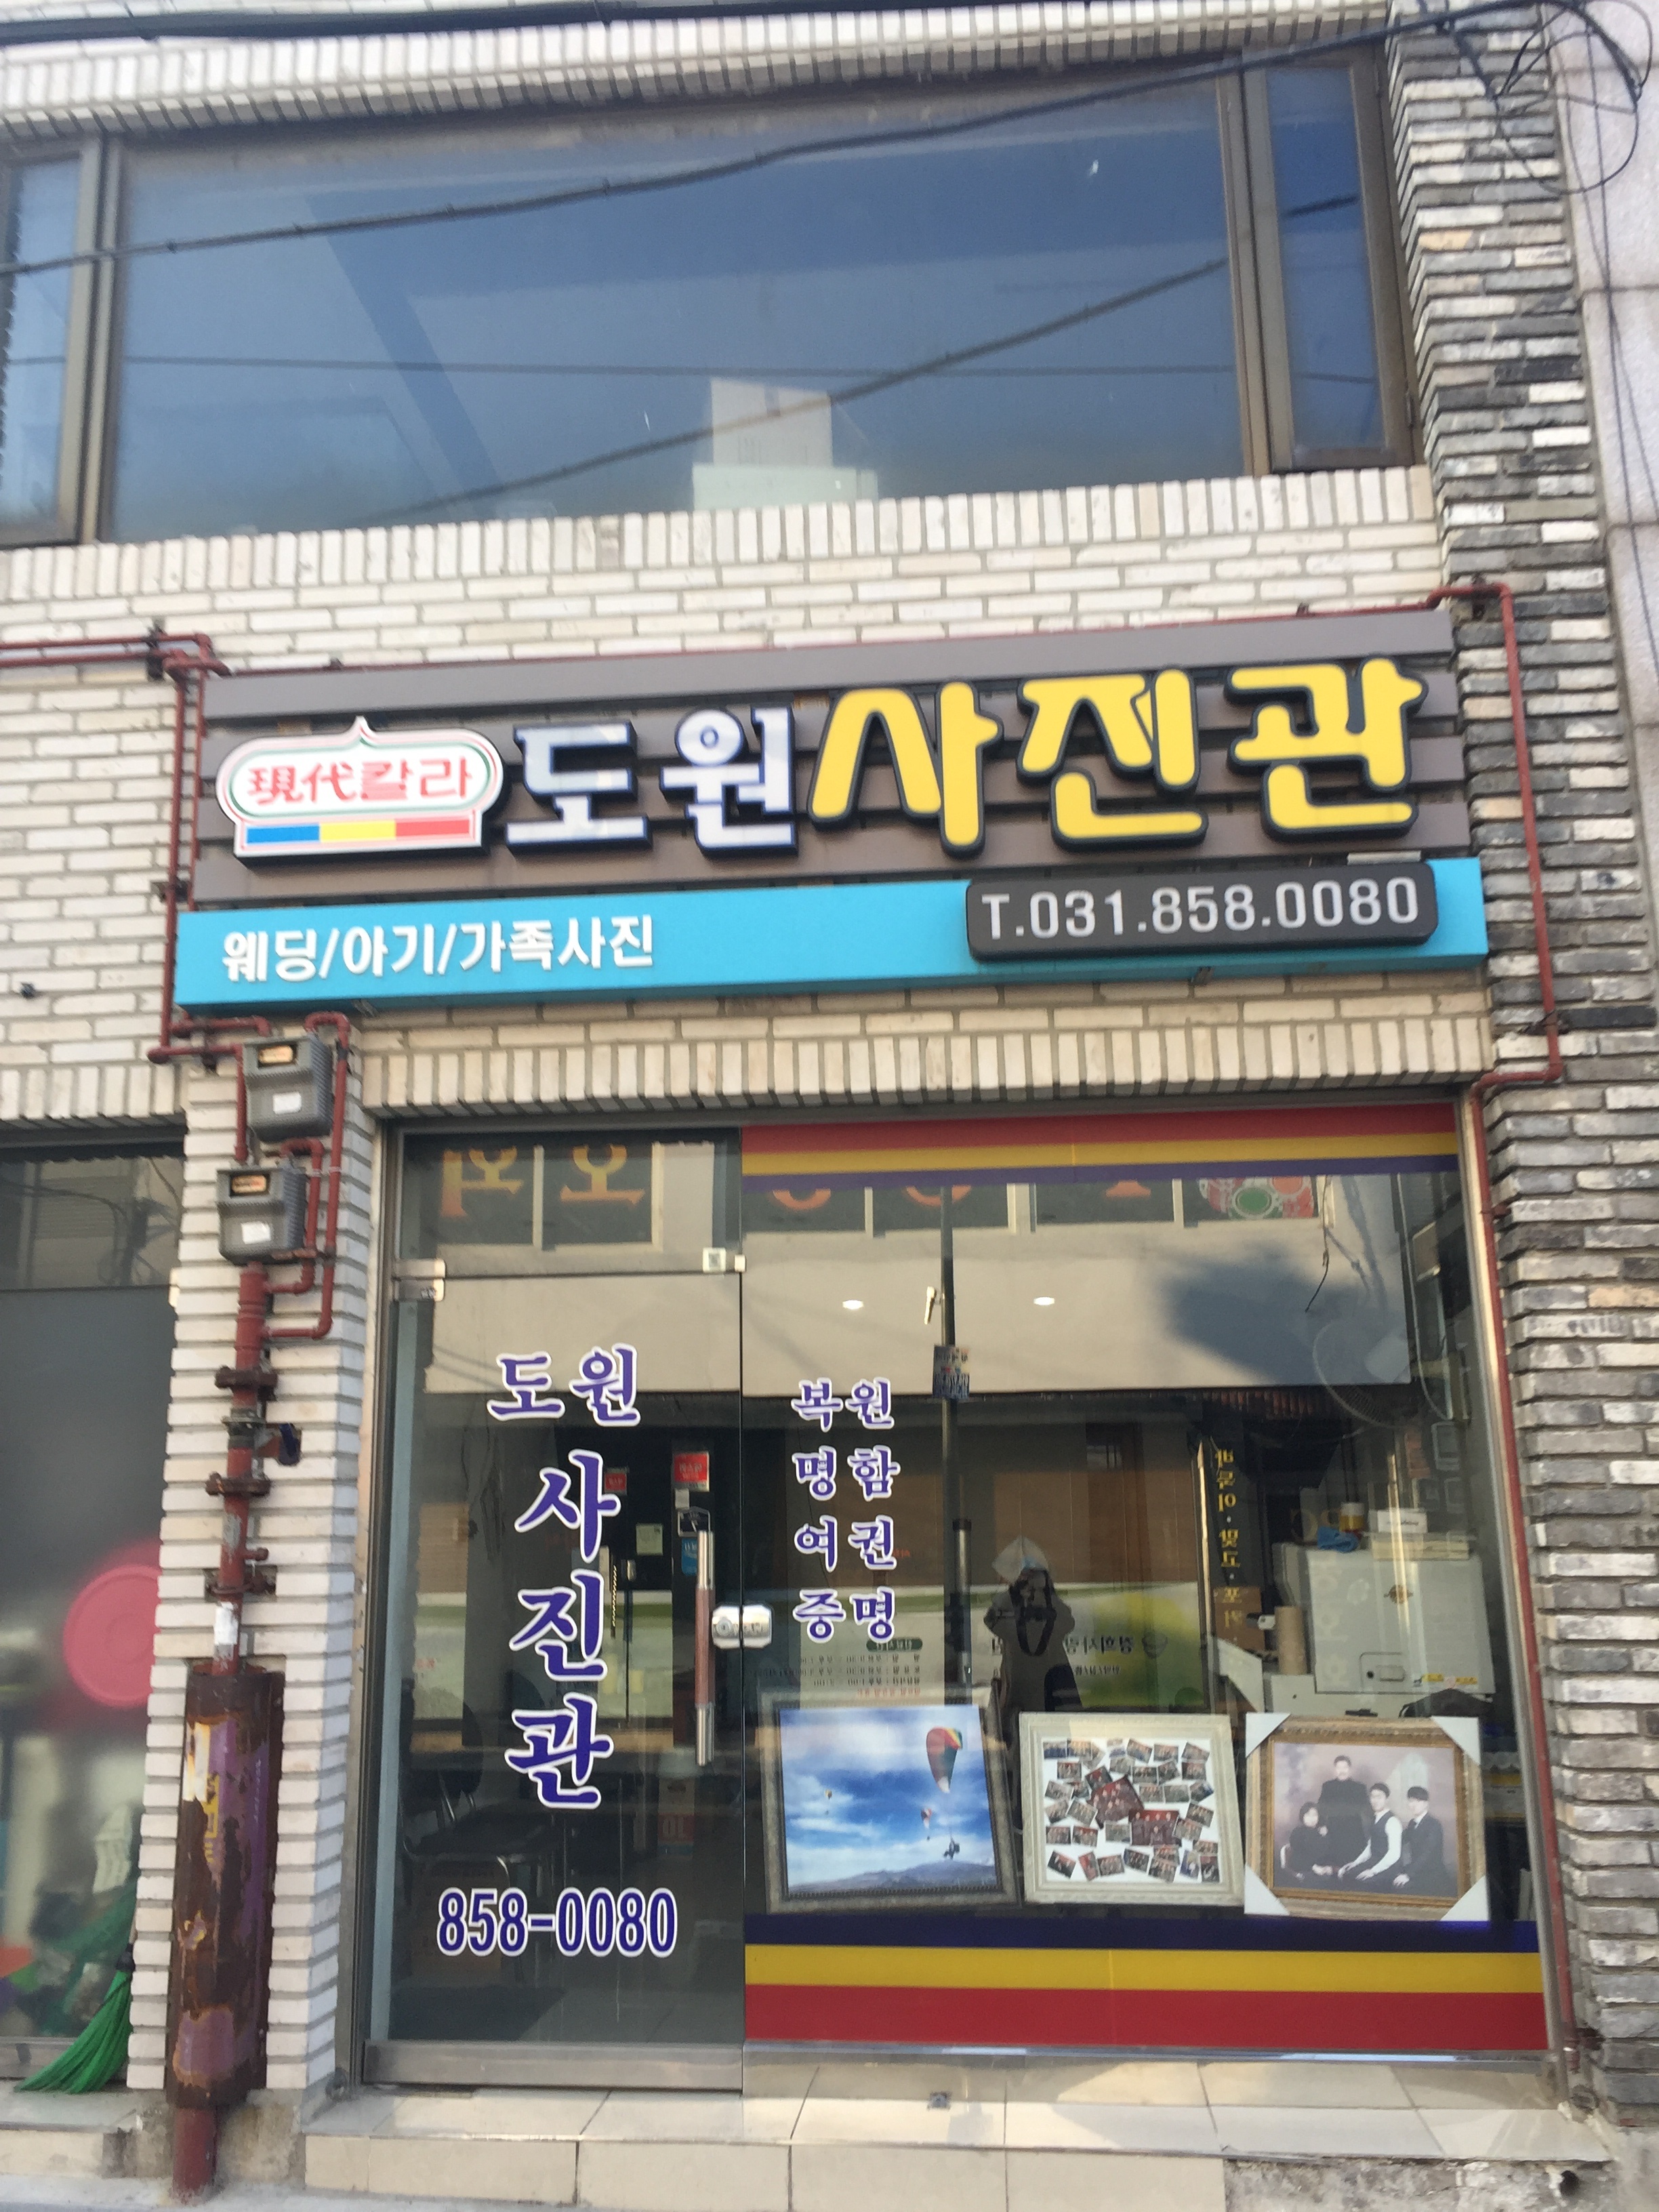 現代칼라
도원사진관
웨딩/아기/가족사진
T.031.858.0080
도원
사
진
관
858-0080
복원
명함
여권
증명